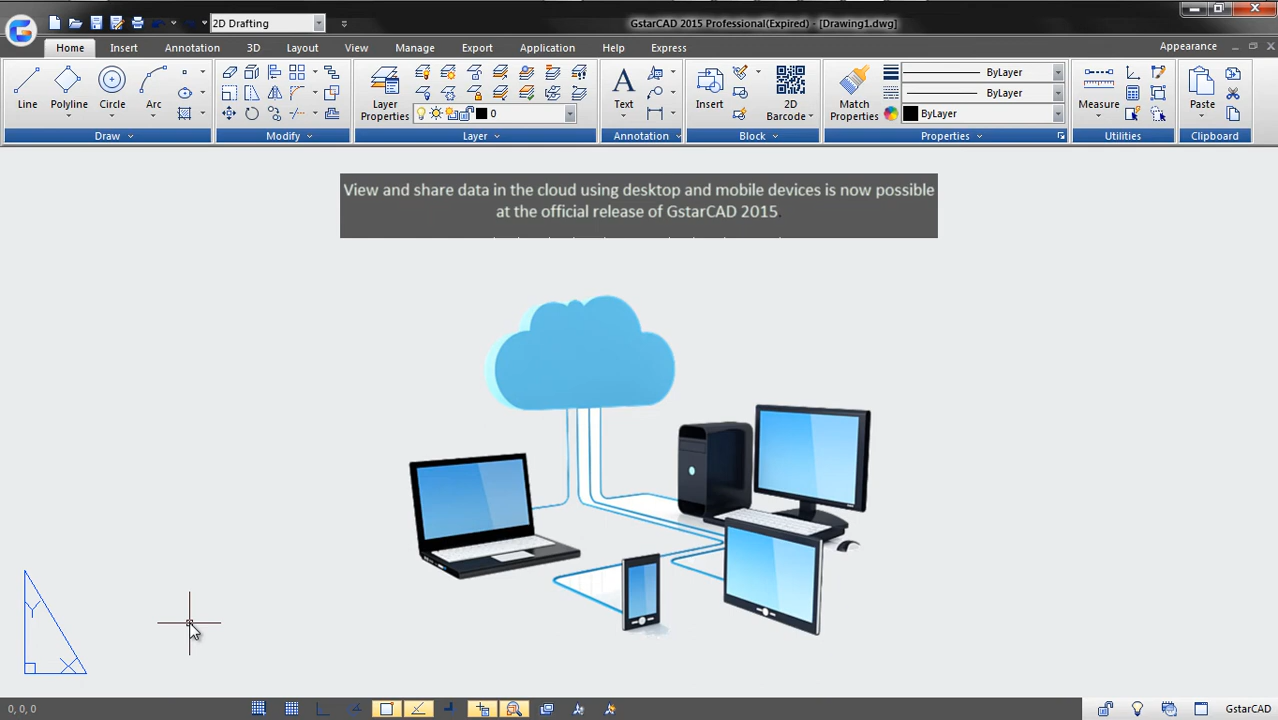 2D Drafting
GstarCAD 2015 Professional(Expired) - [Drawing1.dwg]
Home Insert Annotation 3D Layout View Manage Export Application Help Express Appearance
Line Polyline Circle Arc
Layer Properties
0
Text
Insert
2D Barcode
Match Properties
ByLayer
ByLayer
ByLayer
Measure
Paste
Draw Modify Layer Annotation Block Properties Utilities Clipboard
View and share data in the cloud using desktop and mobile devices is now possible
at the official release of GstarCAD 2015.
Y
X
0, 0, 0
GstarCAD